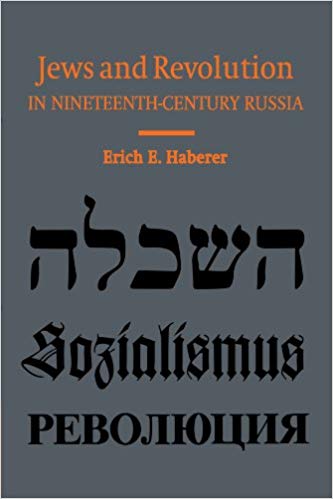 Jews and Revolution
IN NINETEENTH-CENTURY RUSSIA
Erich E. Haberer
השכלה
Sozialismus
РЕВОЛЮЦИЯ